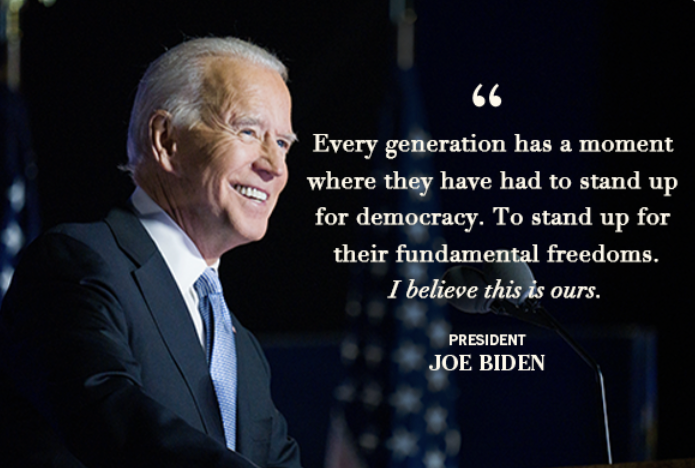 “
Every generation has a moment
where they have had to stand up
for democracy. To stand up for
their fundamental freedoms.
I believe this is ours.
PRESIDENT
JOE BIDEN